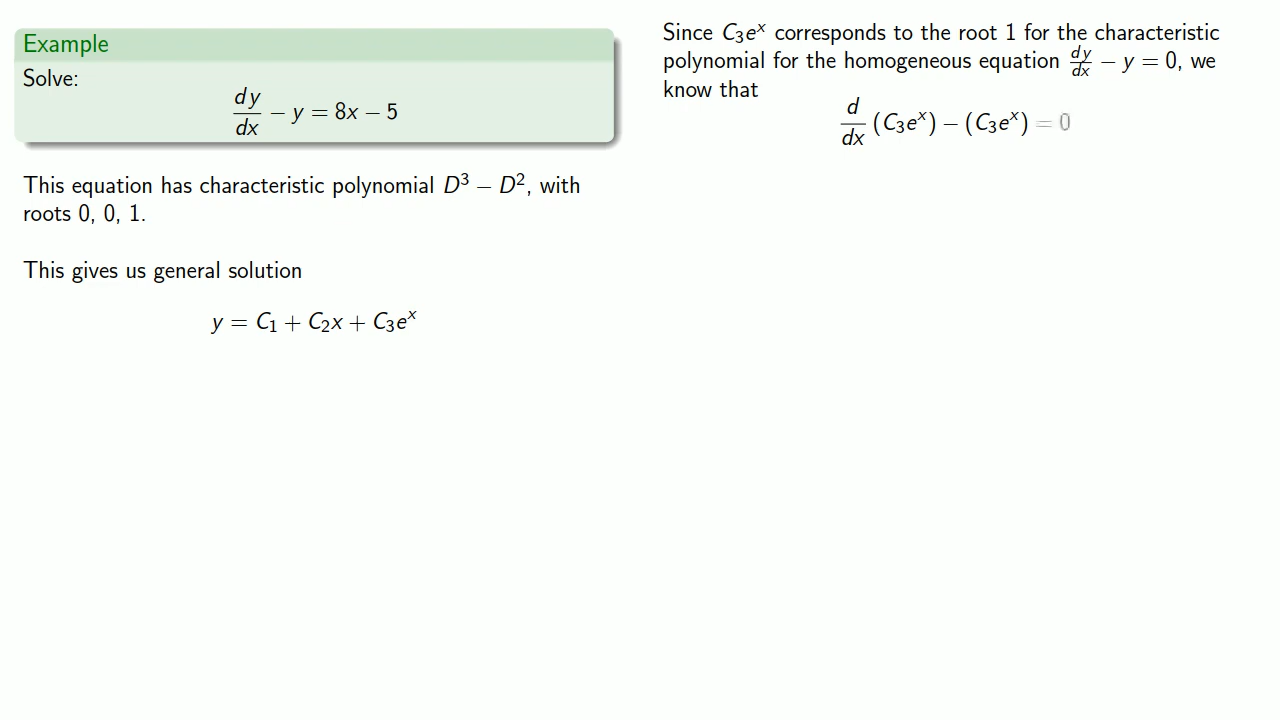 Example
Solve:
dy/dx − y = 8x − 5
This equation has characteristic polynomial D³ − D², with
roots 0, 0, 1.
This gives us general solution
y = C₁ + C₂x + C₃eˣ
Since C₃eˣ corresponds to the root 1 for the characteristic
polynomial for the homogeneous equation dy/dx − y = 0, we
know that
d/dx (C₃eˣ) − (C₃eˣ) = 0